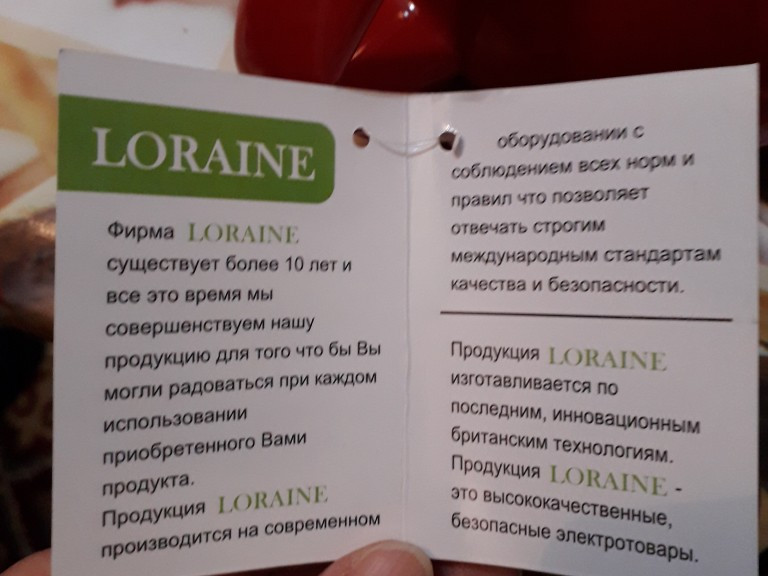 LORAINE
Фирма LORAINE
существует более 10 лет и
все это время мы
совершенствуем нашу
продукцию для того что бы Вы
могли радоваться при каждом
использовании
приобретенного Вами
продукта.
Продукция LORAINE
производится на современном
оборудовании с
соблюдением всех норм и
правил что позволяет
отвечать строгим
международным стандартам
качества и безопасности.
Продукция LORAINE
изготавливается по
последним, инновационным
британским технологиям.
Продукция LORAINE -
это высококачественные,
безопасные электротовары.